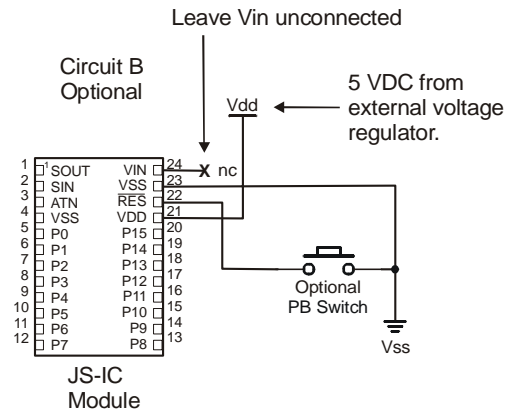 Leave Vin unconnected
Circuit B
Optional
Vdd
5 VDC from
external voltage
regulator.
X nc
1 1 SOUT VIN 24
2 SIN VSS 23
3 ATN RES 22
4 VSS VDD 21
5 P0 P15 20
6 P1 P14 19
7 P2 P13 18
8 P3 P12 17
9 P4 P11 16
10 P5 P10 15
11 P6 P9 14
12 P7 P8 13
Optional
PB Switch
Vss
JS-IC
Module